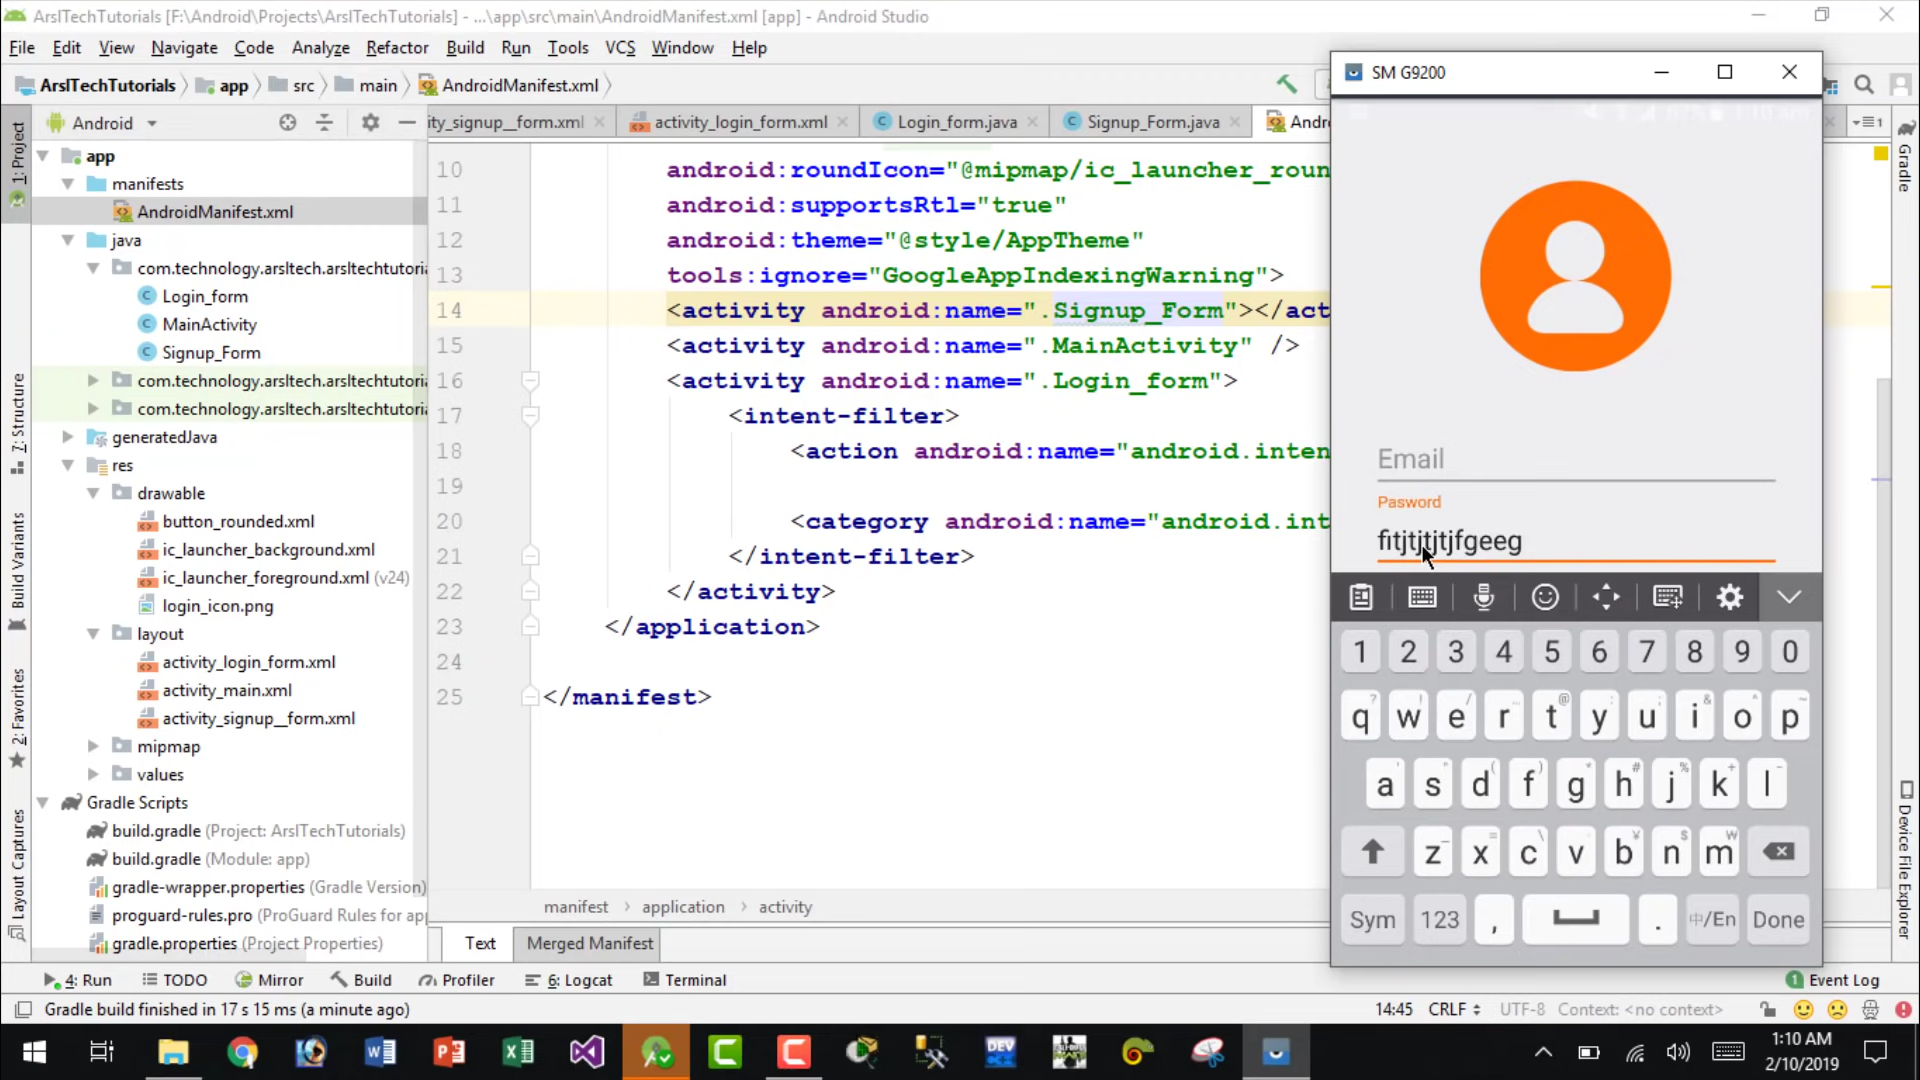 ArslTechTutorials [F:\Android\Projects\ArslTechTutorials] - ...\app\src\main\AndroidManifest.xml [app] - Android Studio
File Edit View Navigate Code Analyze Refactor Build Run Tools VCS Window Help
ArslTechTutorials app src main AndroidManifest.xml
Android
ity_signup__form.xml activity_login_form.xml Login_form.java Signup_Form.java Andr
1: Project
7: Structure
Build Variants
2: Favorites
Layout Captures
app
manifests
AndroidManifest.xml
java
com.technology.arsltech.arsltechtutori
Login_form
MainActivity
Signup_Form
com.technology.arsltech.arsltechtutori
com.technology.arsltech.arsltechtutori
generatedJava
res
drawable
button_rounded.xml
ic_launcher_background.xml
ic_launcher_foreground.xml (v24)
login_icon.png
layout
activity_login_form.xml
activity_main.xml
activity_signup__form.xml
mipmap
values
Gradle Scripts
build.gradle (Project: ArslTechTutorials)
build.gradle (Module: app)
gradle-wrapper.properties (Gradle Version)
proguard-rules.pro (ProGuard Rules for app
gradle.properties (Project Properties)
10 android:roundIcon="@mipmap/ic_launcher_roun
11 android:supportsRtl="true"
12 android:theme="@style/AppTheme"
13 tools:ignore="GoogleAppIndexingWarning">
14 <activity android:name=".Signup_Form"></act
15 <activity android:name=".MainActivity" />
16 <activity android:name=".Login_form">
17 <intent-filter>
18 <action android:name="android.inten
19
20 <category android:name="android.int
21 </intent-filter>
22 </activity>
23 </application>
24
25 </manifest>
manifest application activity
Text Merged Manifest
SM G9200
Email
Pasword
fitjtjtjtjfgeeg
1 2 3 4 5 6 7 8 9 0
q w e r t y u i o p
a s d f g h j k l
z x c v b n m
Sym 123 , . 中/En Done
Gradle
Device File Explorer
4: Run TODO Mirror Build Profiler 6: Logcat Terminal 1 Event Log
Gradle build finished in 17 s 15 ms (a minute ago) 14:45 CRLF UTF-8 Context: <no context>
1:10 AM
2/10/2019